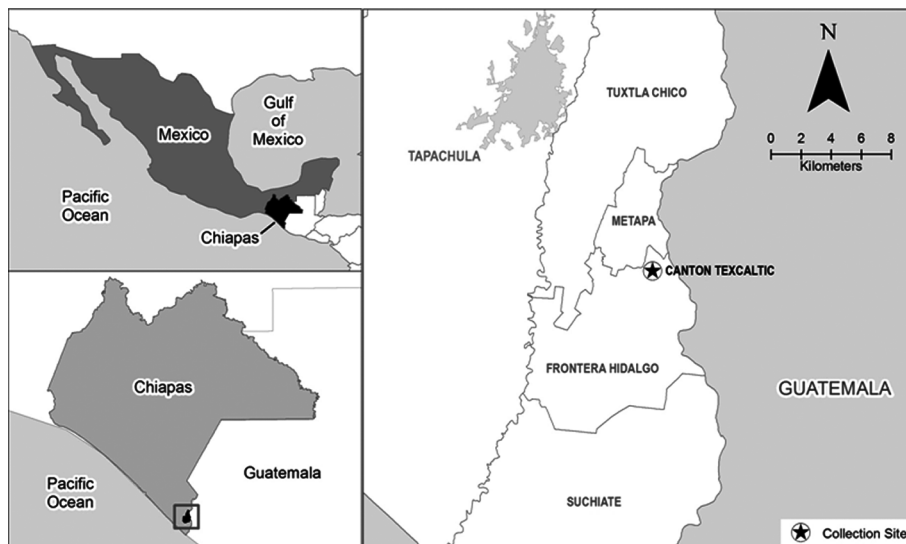 Gulf
of
Mexico
Mexico
Pacific
Ocean
Chiapas
Chiapas
Guatemala
Pacific
Ocean
N
0 2 4 6 8
Kilometers
TUXTLA CHICO
TAPACHULA
METAPA
CANTON TEXCALTIC
FRONTERA HIDALGO
GUATEMALA
SUCHIATE
Collection Site